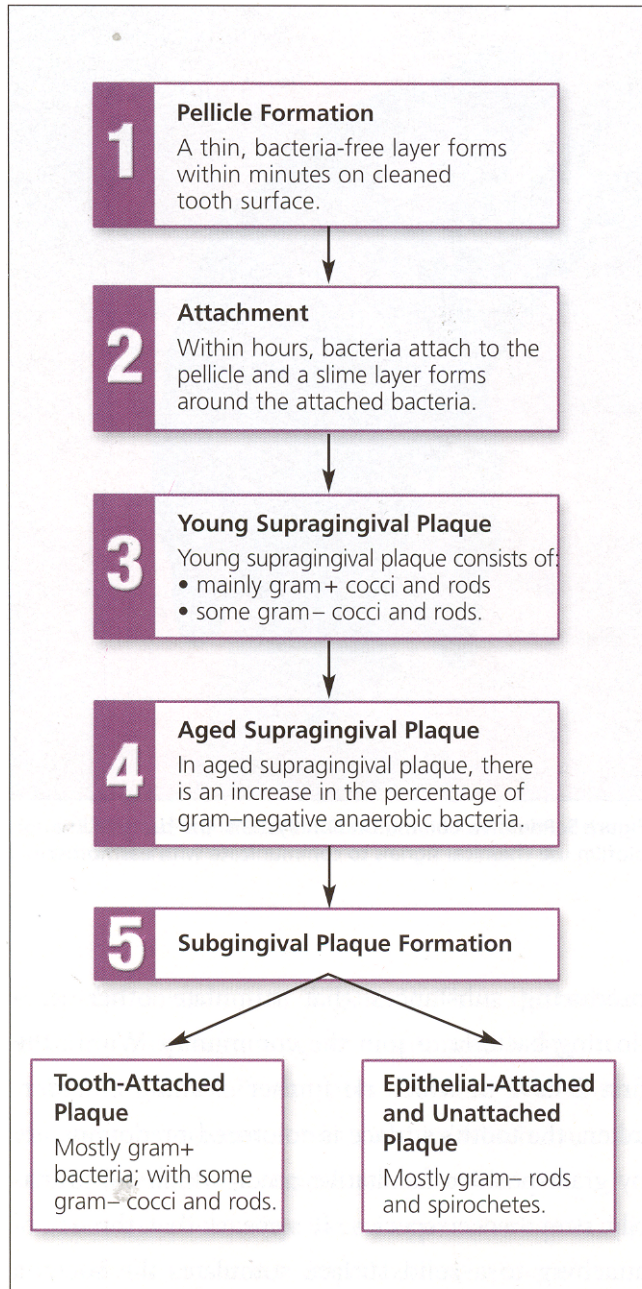 1
Pellicle Formation
A thin, bacteria-free layer forms
within minutes on cleaned
tooth surface.
2
Attachment
Within hours, bacteria attach to the
pellicle and a slime layer forms
around the attached bacteria.
3
Young Supragingival Plaque
Young supragingival plaque consists of:
• mainly gram+ cocci and rods
• some gram– cocci and rods.
4
Aged Supragingival Plaque
In aged supragingival plaque, there
is an increase in the percentage of
gram–negative anaerobic bacteria.
5
Subgingival Plaque Formation
Tooth-Attached
Plaque
Mostly gram+
bacteria; with some
gram– cocci and rods.
Epithelial-Attached
and Unattached
Plaque
Mostly gram– rods
and spirochetes.